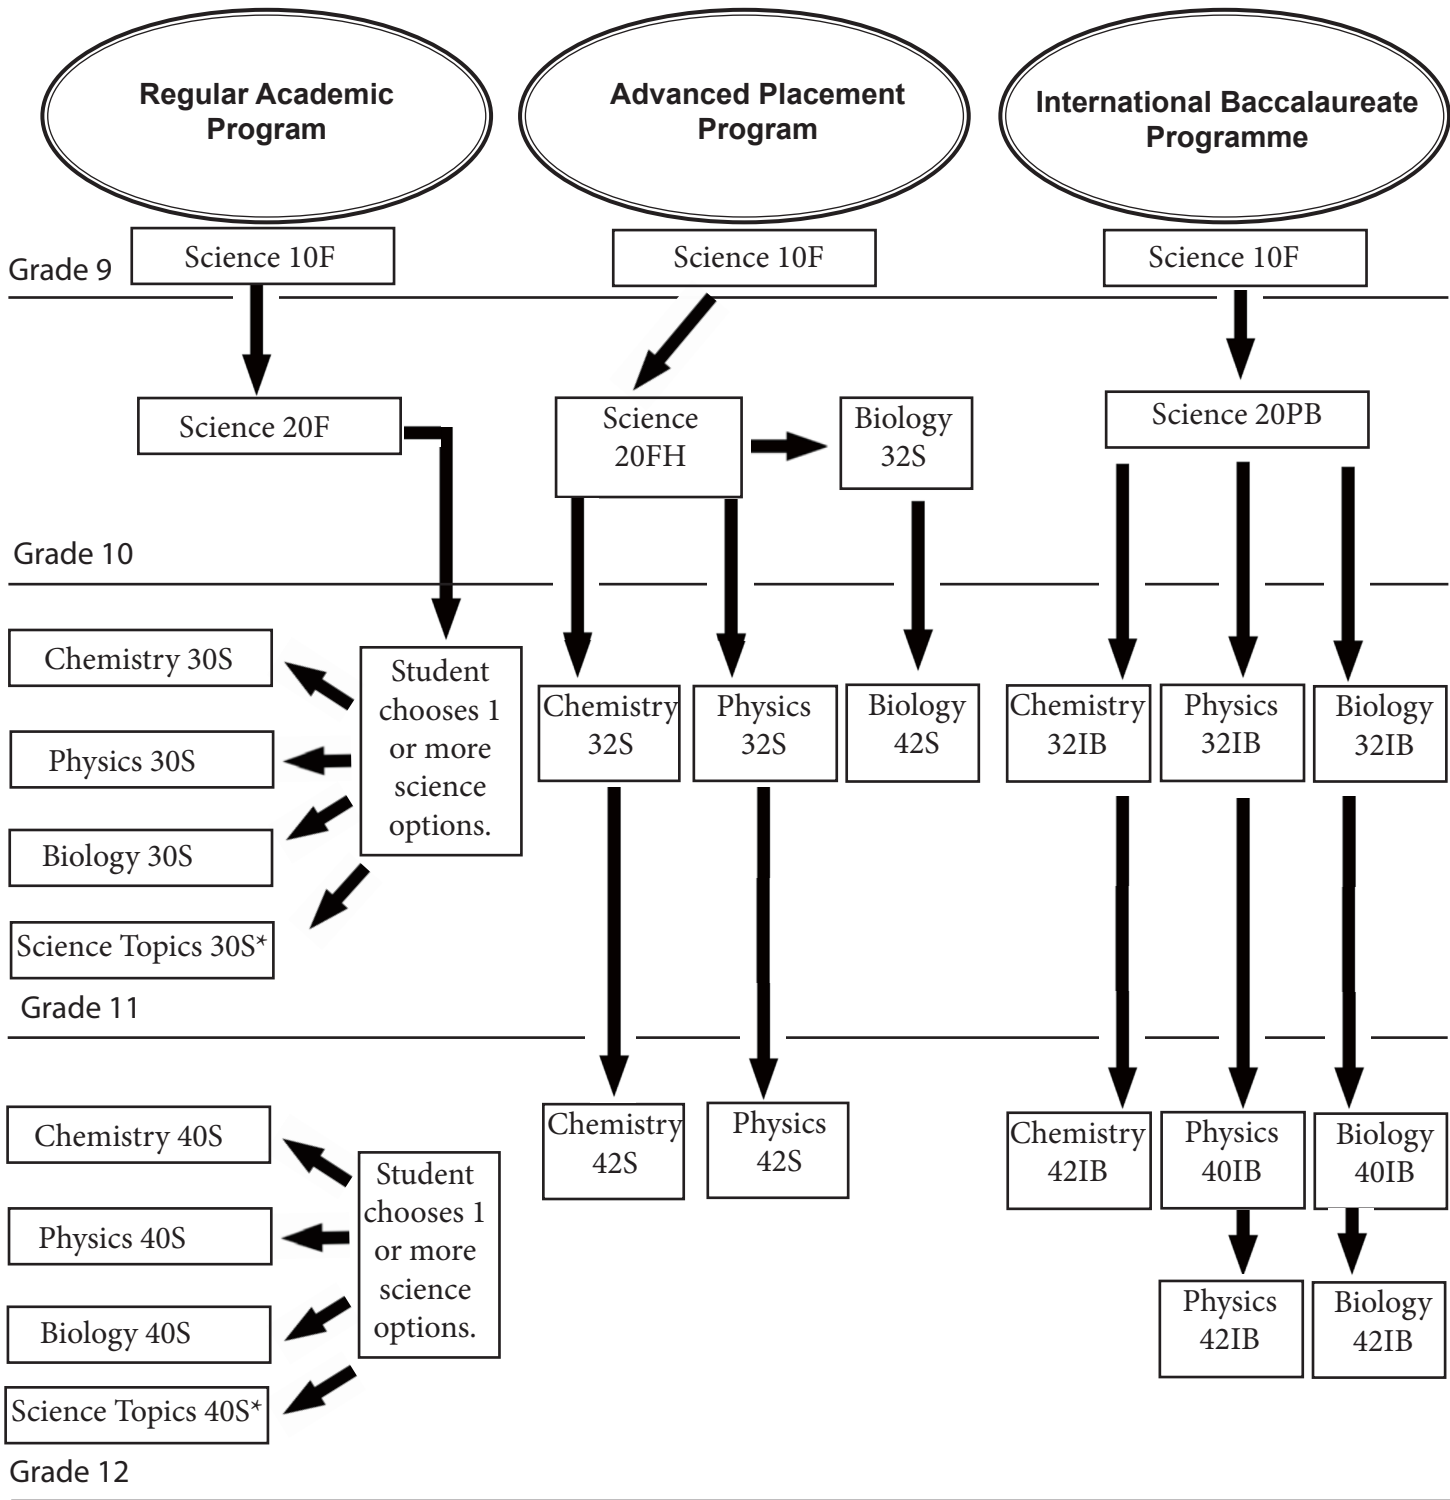 Regular Academic
Program
Advanced Placement
Program
International Baccalaureate
Programme
Science 10F
Science 10F
Science 10F
Grade 9
Science 20F
Science
20FH
Biology
32S
Science 20PB
Grade 10
Chemistry 30S
Physics 30S
Biology 30S
Science Topics 30S*
Student
chooses 1
or more
science
options.
Chemistry
32S
Physics
32S
Biology
42S
Chemistry
32IB
Physics
32IB
Biology
32IB
Grade 11
Chemistry 40S
Physics 40S
Biology 40S
Science Topics 40S*
Student
chooses 1
or more
science
options.
Chemistry
42S
Physics
42S
Chemistry
42IB
Physics
40IB
Biology
40IB
Physics
42IB
Biology
42IB
Grade 12